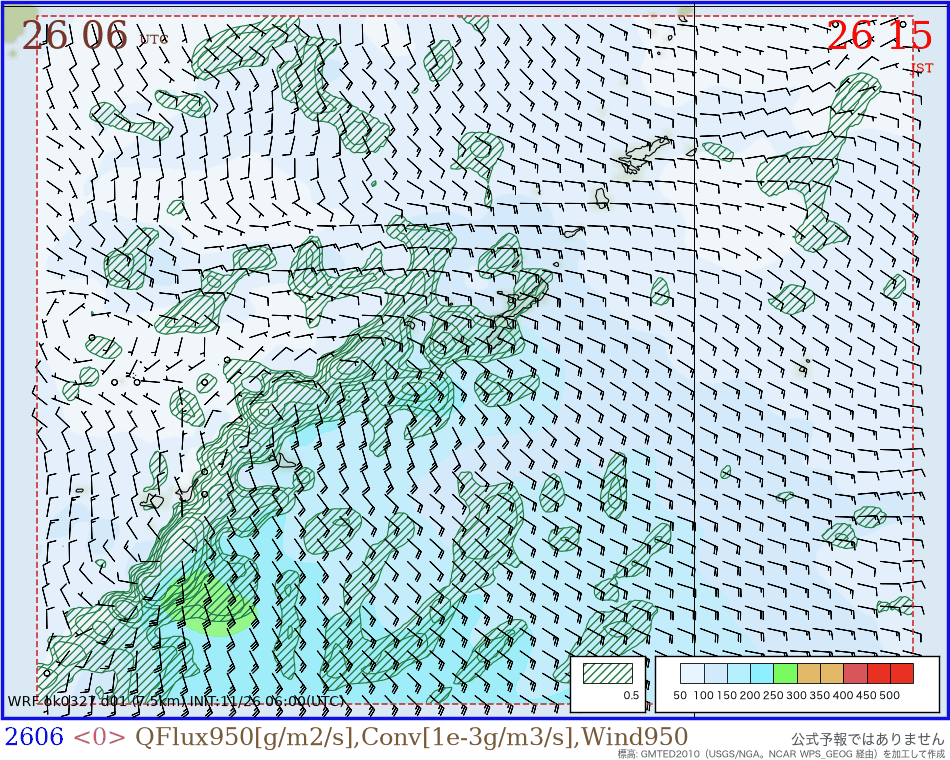 26 06 UTC
26 15
JST
0.5
50 100 150 200 250 300 350 400 450 500
WRF-ok0327 d01 (7.5km) INIT:11/26 06:00(UTC)
2606 <0> QFlux950[g/m2/s],Conv[1e-3g/m3/s],Wind950
公式予報ではありません
標高: GMTED2010（USGS/NGA。NCAR WPS_GEOG 経由）を加工して作成